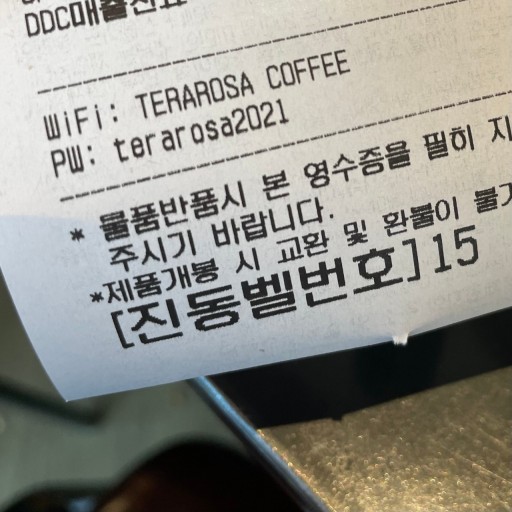 DDC매출전표
WiFi: TERAROSA COFFEE
PW: terarosa2021
* 물품반품시 본 영수증을 필히 지
주시기 바랍니다.
*제품개봉 시 교환 및 환불이 불가
[진동벨번호]15